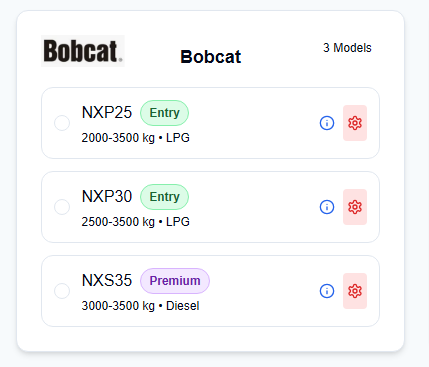 Bobcat.
Bobcat
3 Models
NXP25 Entry
2000-3500 kg • LPG
NXP30 Entry
2500-3500 kg • LPG
NXS35 Premium
3000-3500 kg • Diesel